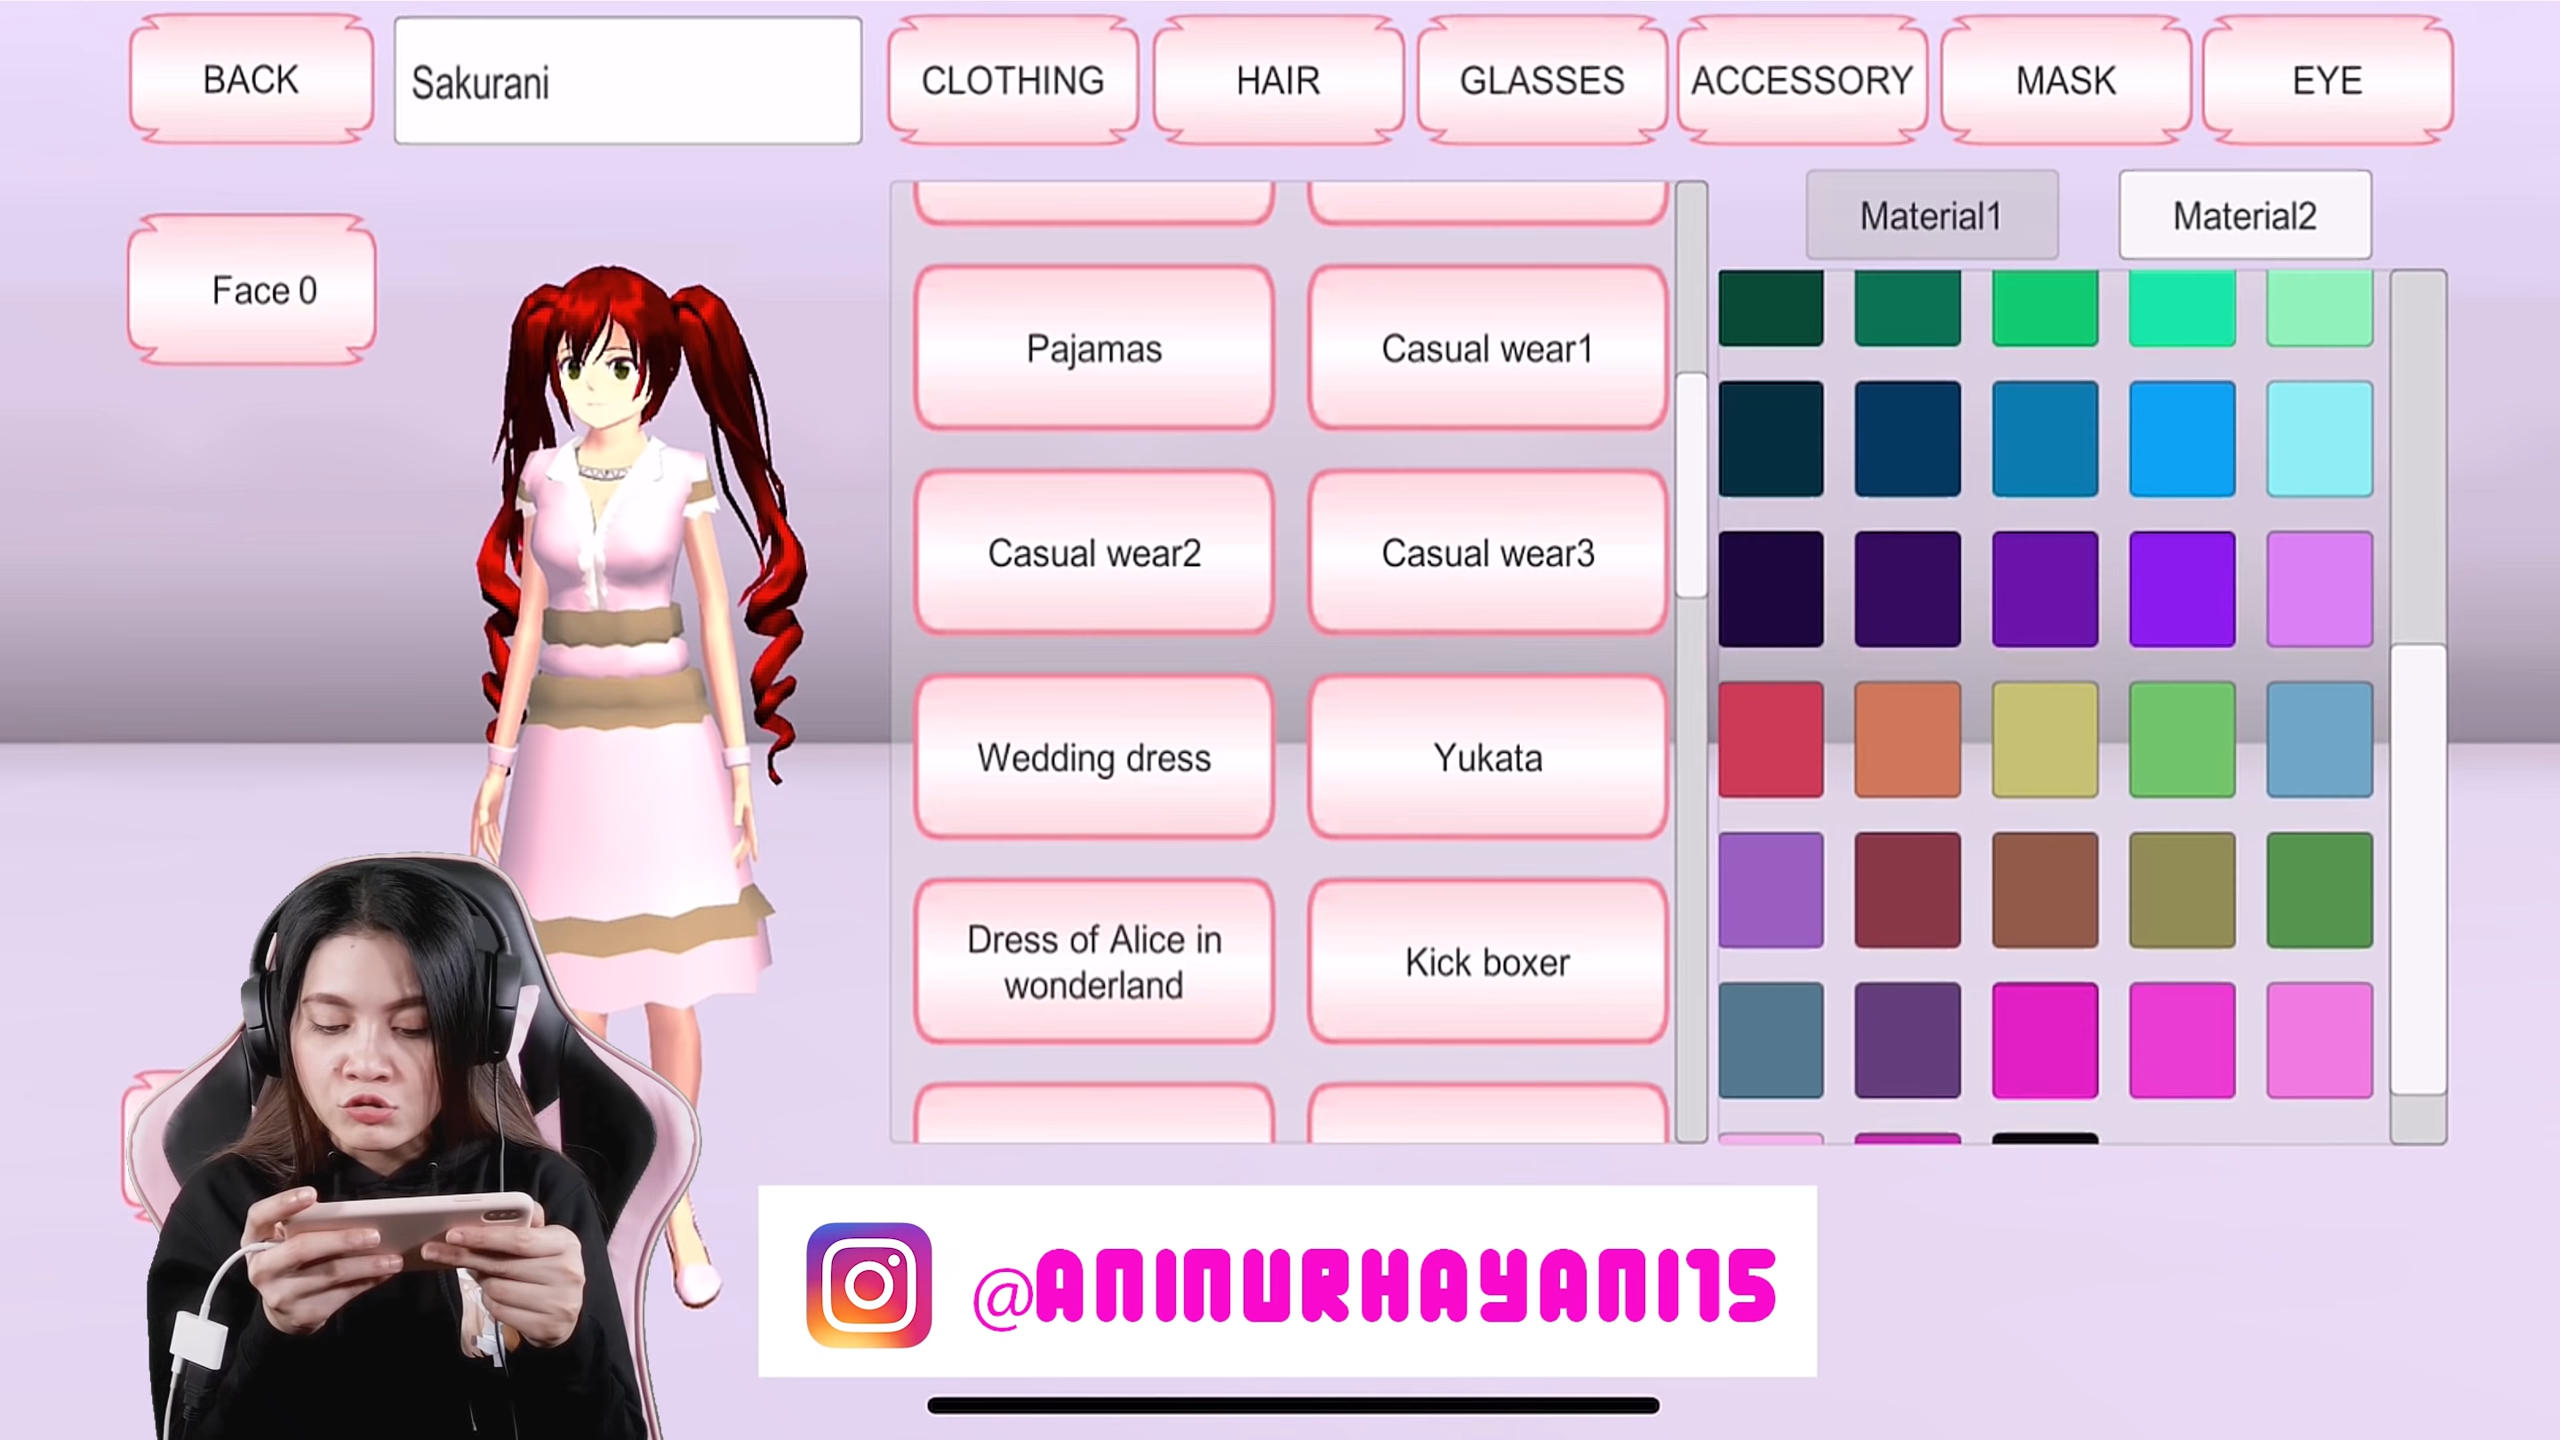 BACK
Sakurani
CLOTHING
HAIR
GLASSES
ACCESSORY
MASK
EYE
Face 0
Material1
Material2
Pajamas
Casual wear1
Casual wear2
Casual wear3
Wedding dress
Yukata
Dress of Alice in
wonderland
Kick boxer
@ANINURHAYANI15